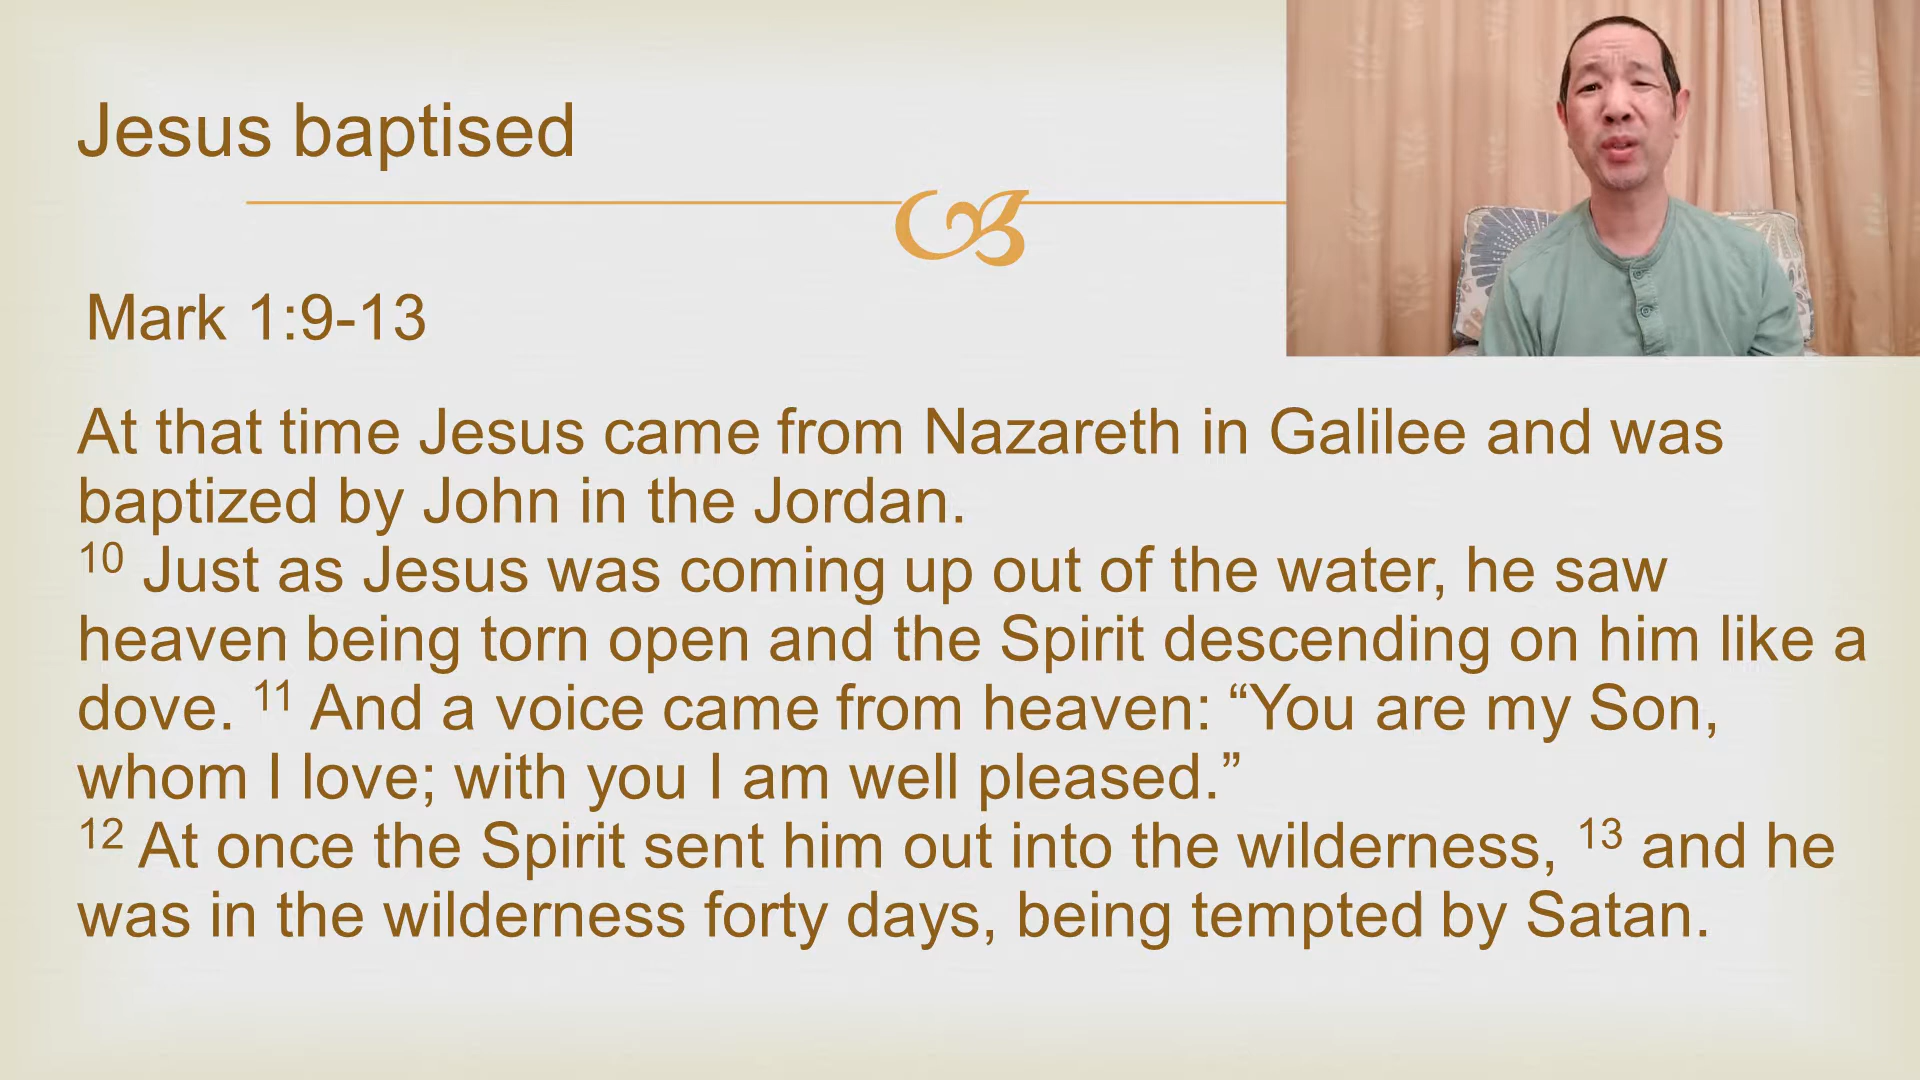 Jesus baptised
Mark 1:9-13
At that time Jesus came from Nazareth in Galilee and was
baptized by John in the Jordan.
10 Just as Jesus was coming up out of the water, he saw
heaven being torn open and the Spirit descending on him like a
dove. 11 And a voice came from heaven: “You are my Son,
whom I love; with you I am well pleased.”
12 At once the Spirit sent him out into the wilderness, 13 and he
was in the wilderness forty days, being tempted by Satan.